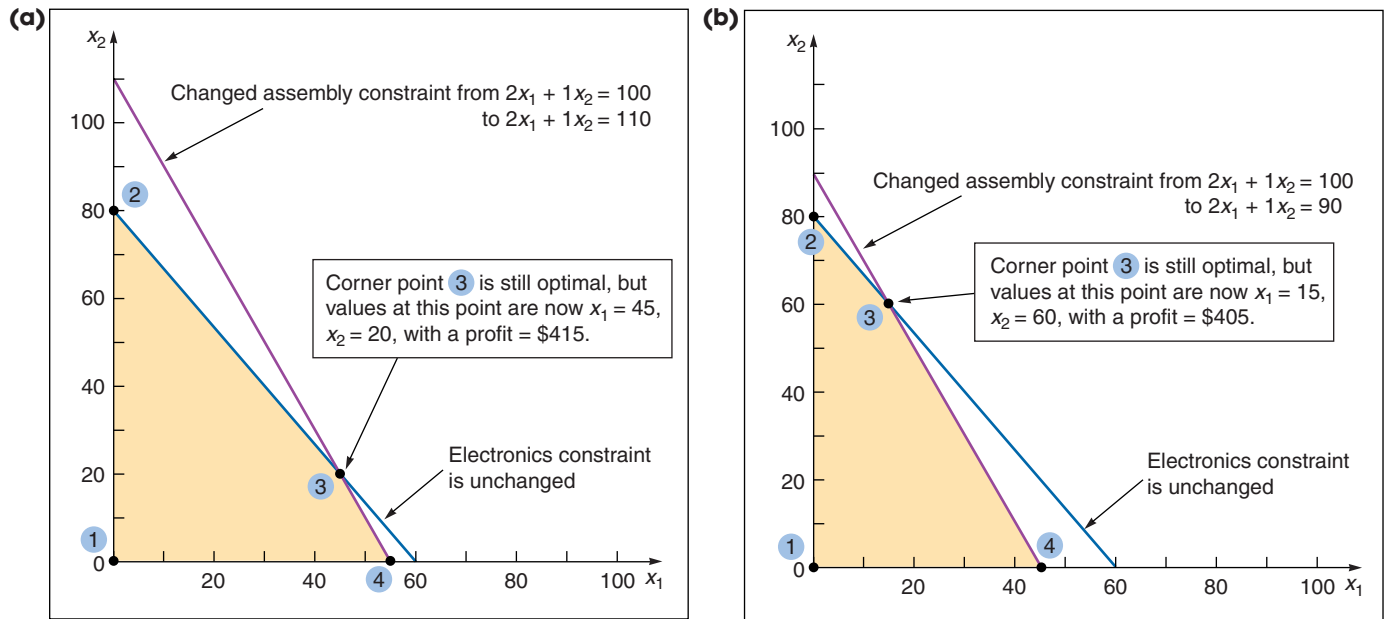 (a)
x₂
Changed assembly constraint from 2x₁ + 1x₂ = 100
to 2x₁ + 1x₂ = 110
100
2
80
Corner point 3 is still optimal, but
values at this point are now x₁ = 45,
x₂ = 20, with a profit = $415.
60
40
Electronics constraint
is unchanged
20
3
1
0
20
40
4
60
80
100
x₁
(b)
x₂
100
Changed assembly constraint from 2x₁ + 1x₂ = 100
to 2x₁ + 1x₂ = 90
80
2
Corner point 3 is still optimal, but
values at this point are now x₁ = 15,
x₂ = 60, with a profit = $405.
60
3
40
Electronics constraint
is unchanged
20
1
4
0
20
40
60
80
100
x₁